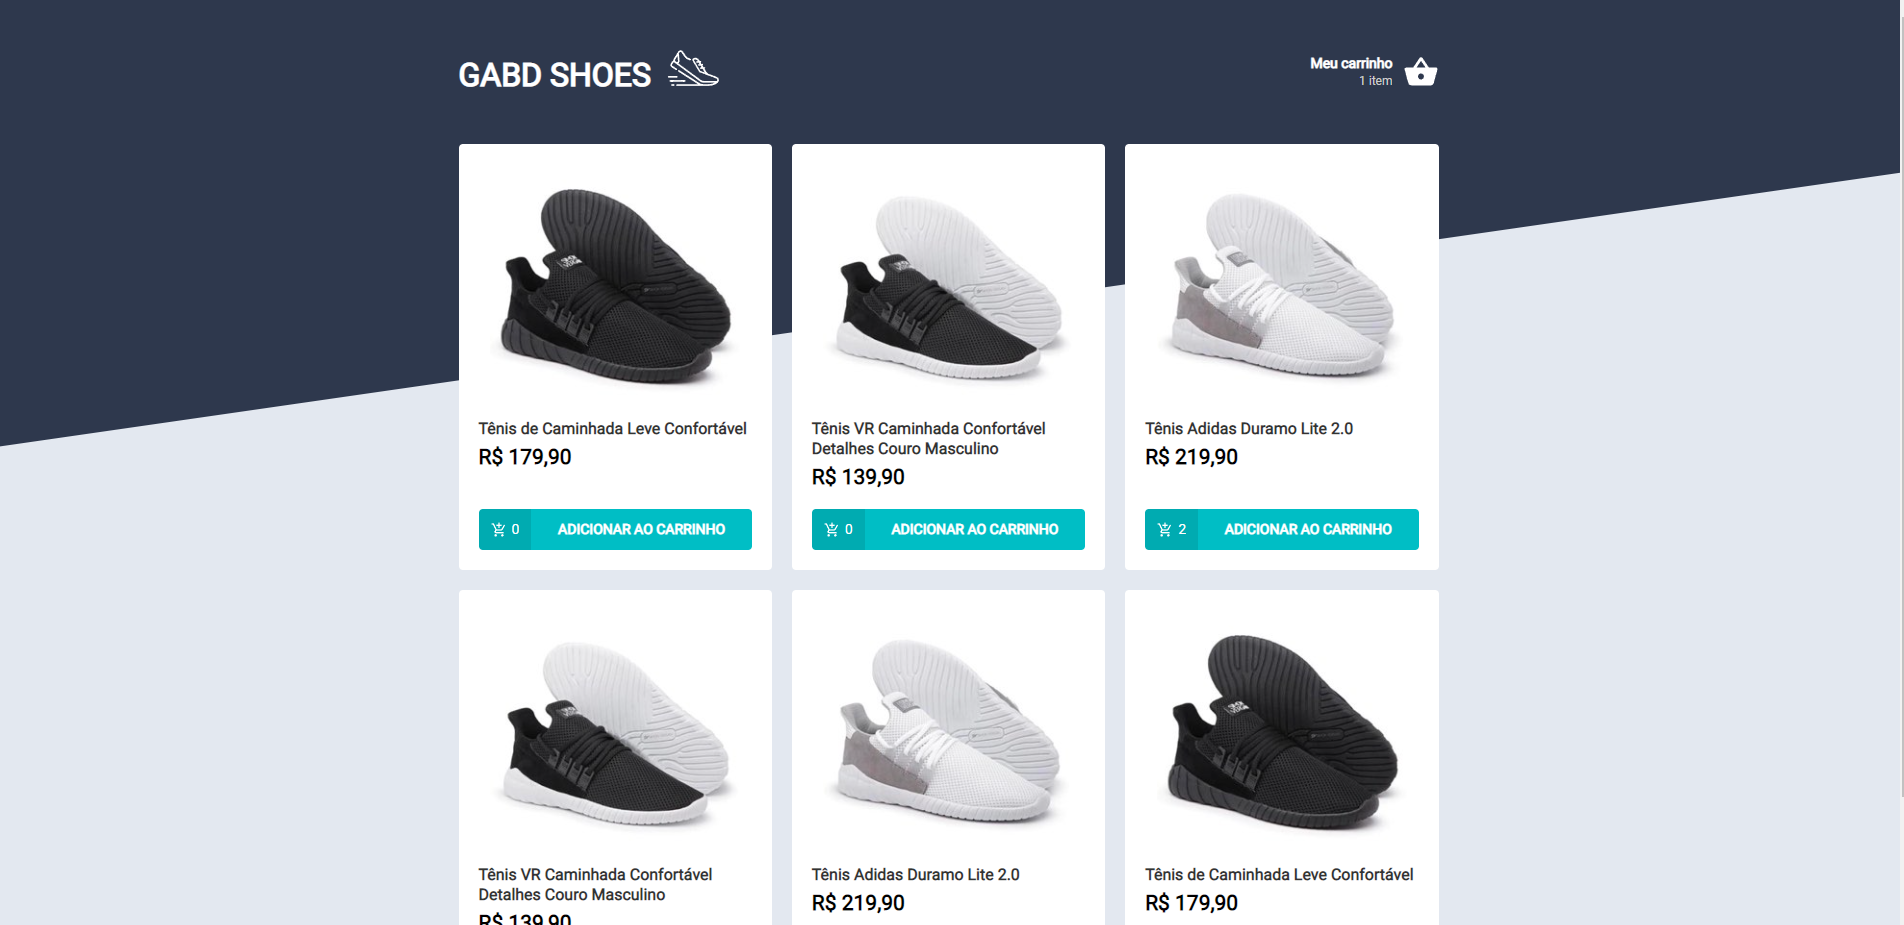 GABD SHOES
Meu carrinho
1 item
Tênis de Caminhada Leve Confortável
R$ 179,90
0 ADICIONAR AO CARRINHO
Tênis VR Caminhada Confortável
Detalhes Couro Masculino
R$ 139,90
0 ADICIONAR AO CARRINHO
Tênis Adidas Duramo Lite 2.0
R$ 219,90
2 ADICIONAR AO CARRINHO
Tênis VR Caminhada Confortável
Detalhes Couro Masculino
R$ 139,90
Tênis Adidas Duramo Lite 2.0
R$ 219,90
Tênis de Caminhada Leve Confortável
R$ 179,90